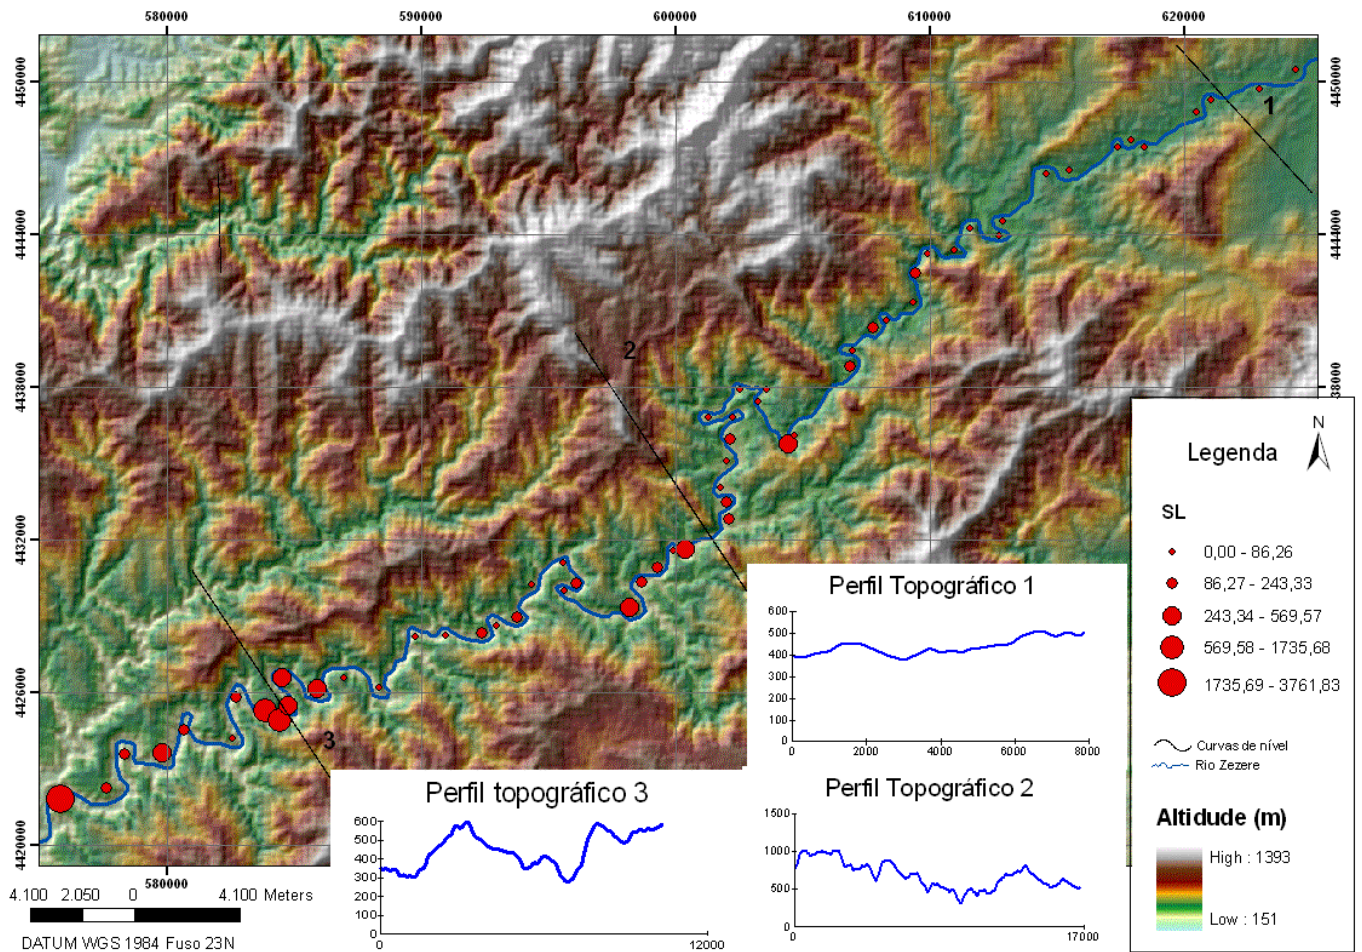 580000 590000 600000 610000 620000
4450000 4450000
1
4444000 4444000
2
4438000 4438000
4432000
4426000
3
4420000
580000
Legenda
N
SL
0,00 - 86,26
86,27 - 243,33
243,34 - 569,57
569,58 - 1735,68
1735,69 - 3761,83
Curvas de nível
Rio Zezere
Altidude (m)
High : 1393
Low : 151
Perfil Topográfico 1
600
500
400
300
200
100
0
0 2000 4000 6000 8000
Perfil topográfico 3
600
500
400
300
200
100
0
0 12000
Perfil Topográfico 2
1500
1000
500
0
0 17000
4.100 2.050 0 4.100 Meters
DATUM WGS 1984 Fuso 23N